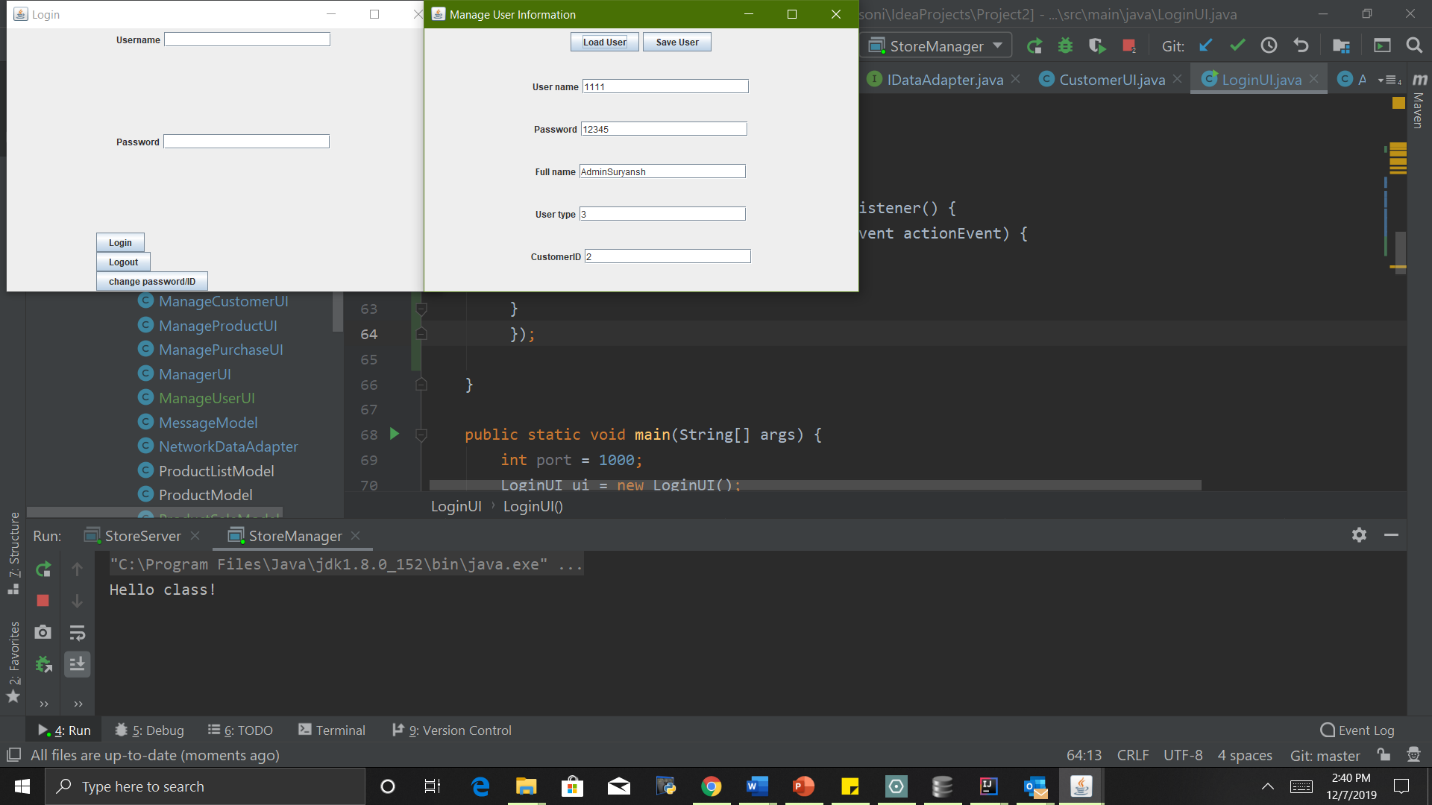 Login
Username
Password
Login
Logout
change password/ID
Manage User Information
Load User Save User
User name 1111
Password 12345
Full name AdminSuryansh
User type 3
CustomerID 2
soni\IdeaProjects\Project2] - ...\src\main\java\LoginUI.java
StoreManager Git:
IDataAdapter.java CustomerUI.java LoginUI.java A 4
m Maven
istener() {
vent actionEvent) {
ManageCustomerUI
ManageProductUI
ManagePurchaseUI
ManagerUI
ManageUserUI
MessageModel
NetworkDataAdapter
ProductListModel
ProductModel
63 }
64 });
65
66 }
67
68 public static void main(String[] args) {
69 int port = 1000;
70 LoginUI ui = new LoginUI();
LoginUI › LoginUI()
7: Structure
2: Favorites
Run: StoreServer StoreManager
"C:\Program Files\Java\jdk1.8.0_152\bin\java.exe" ...
Hello class!
4: Run 5: Debug 6: TODO Terminal 9: Version Control Event Log
All files are up-to-date (moments ago) 64:13 CRLF UTF-8 4 spaces Git: master
Type here to search
2:40 PM
12/7/2019